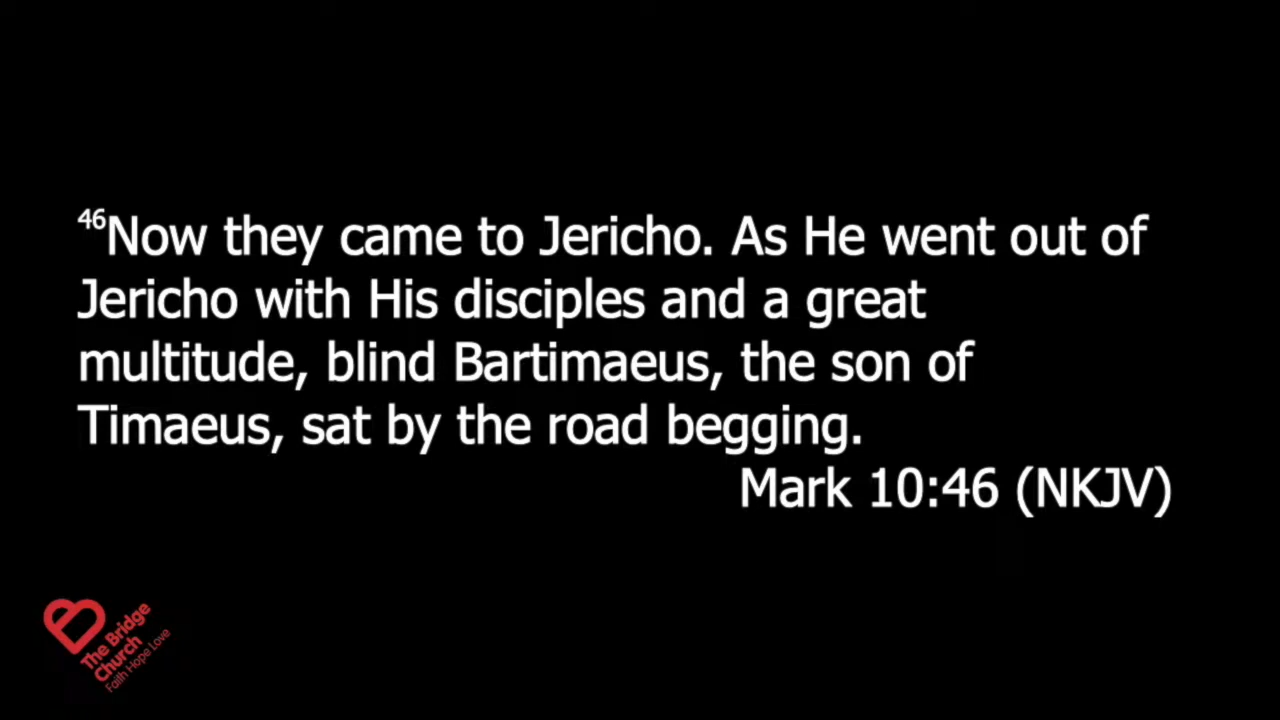 46Now they came to Jericho. As He went out of
Jericho with His disciples and a great
multitude, blind Bartimaeus, the son of
Timaeus, sat by the road begging.
Mark 10:46 (NKJV)
The Bridge
Church
Faith Hope Love